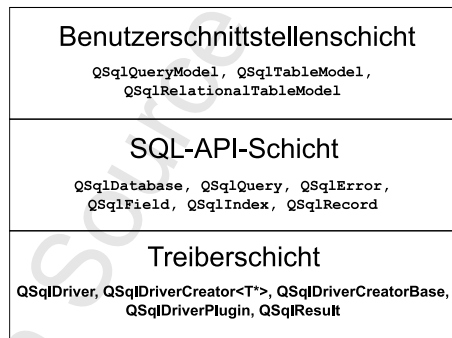 Benutzerschnittstellenschicht
QSqlQueryModel, QSqlTableModel,
QSqlRelationalTableModel
SQL-API-Schicht
QSqlDatabase, QSqlQuery, QSqlError,
QSqlField, QSqlIndex, QSqlRecord
Treiberschicht
QSqlDriver, QSqlDriverCreator<T*>, QSqlDriverCreatorBase,
QSqlDriverPlugin, QSqlResult
Source